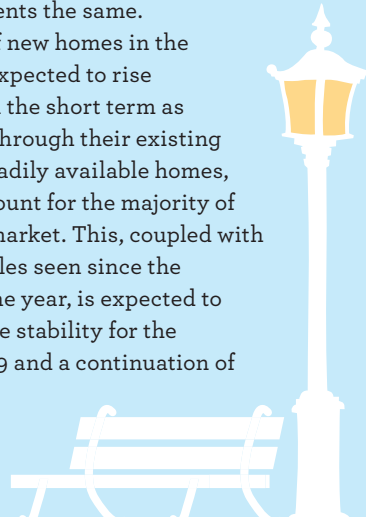 ents the same.
new homes in the
xpected to rise
the short term as
hrough their existing
adily available homes,
ount for the majority of
narket. This, coupled with
les seen since the
ne year, is expected to
e stability for the
9 and a continuation of